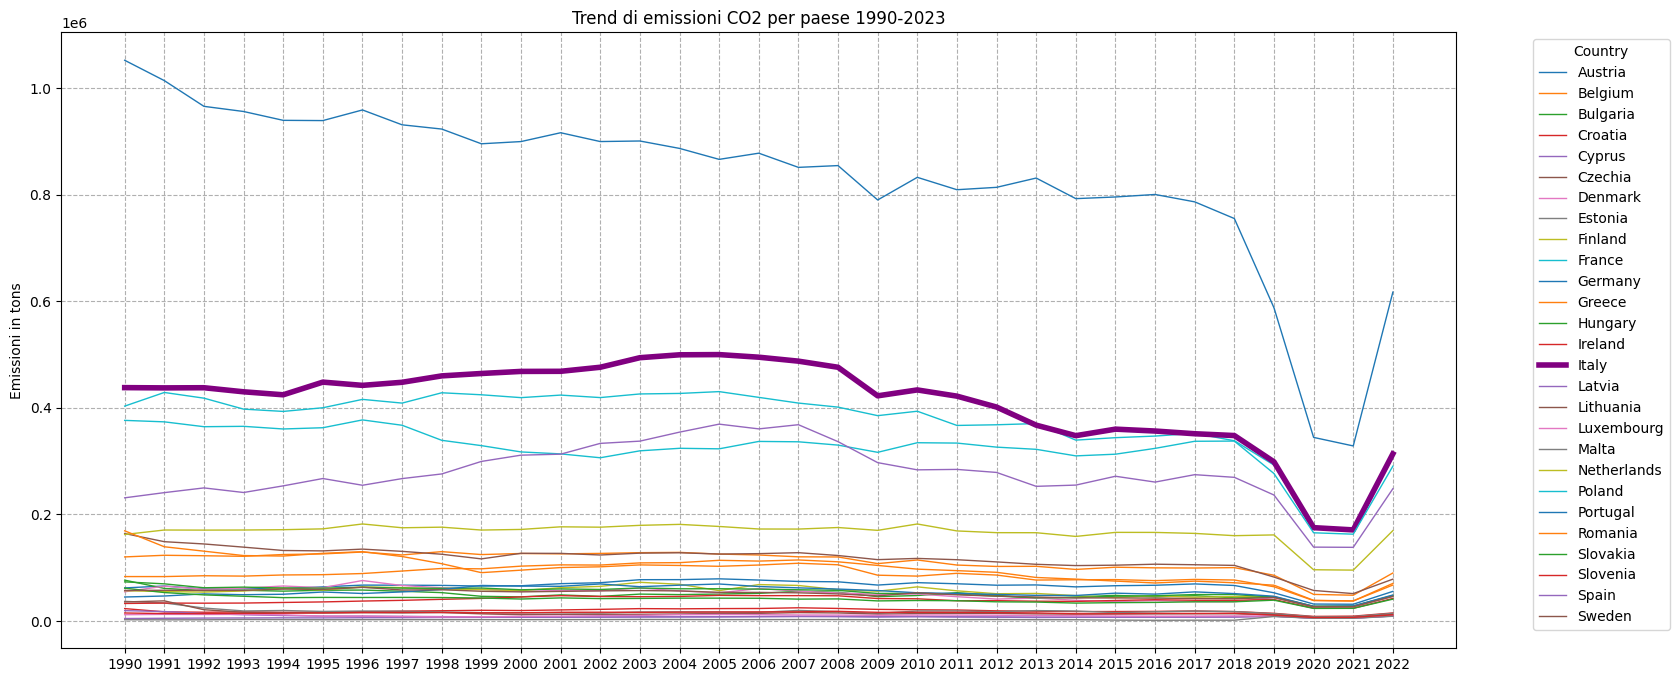 Trend di emissioni CO2 per paese 1990-2023
1e6
1.0
0.8
0.6
0.4
0.2
0.0
Emissioni in tons
1990 1991 1992 1993 1994 1995 1996 1997 1998 1999 2000 2001 2002 2003 2004 2005 2006 2007 2008 2009 2010 2011 2012 2013 2014 2015 2016 2017 2018 2019 2020 2021 2022
Country
Austria
Belgium
Bulgaria
Croatia
Cyprus
Czechia
Denmark
Estonia
Finland
France
Germany
Greece
Hungary
Ireland
Italy
Latvia
Lithuania
Luxembourg
Malta
Netherlands
Poland
Portugal
Romania
Slovakia
Slovenia
Spain
Sweden